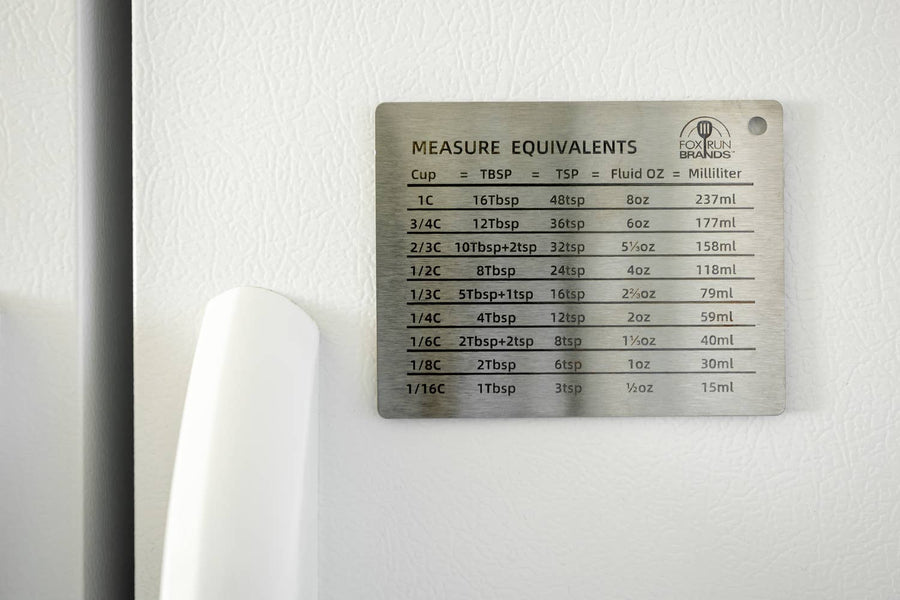 MEASURE EQUIVALENTS
FOX RUN
BRANDS™
Cup = TBSP = TSP = Fluid OZ = Milliliter
1C 16Tbsp 48tsp 8oz 237ml
3/4C 12Tbsp 36tsp 6oz 177ml
2/3C 10Tbsp+2tsp 32tsp 5⅓oz 158ml
1/2C 8Tbsp 24tsp 4oz 118ml
1/3C 5Tbsp+1tsp 16tsp 2⅔oz 79ml
1/4C 4Tbsp 12tsp 2oz 59ml
1/6C 2Tbsp+2tsp 8tsp 1⅓oz 40ml
1/8C 2Tbsp 6tsp 1oz 30ml
1/16C 1Tbsp 3tsp ½oz 15ml